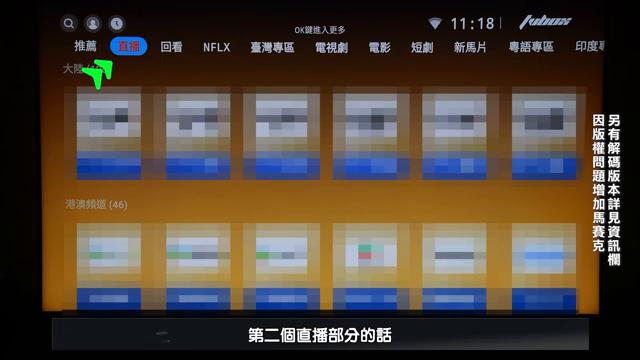 OK鍵進入更多
11:18
tubox
推薦 直播 回看 NFLX 臺灣專區 電視劇 電影 短劇 新馬片 粵語專區 印度專
大陸
港澳頻道 (46)
另有解碼版本詳見資訊欄
因版權問題增加馬賽克
第二個直播部分的話